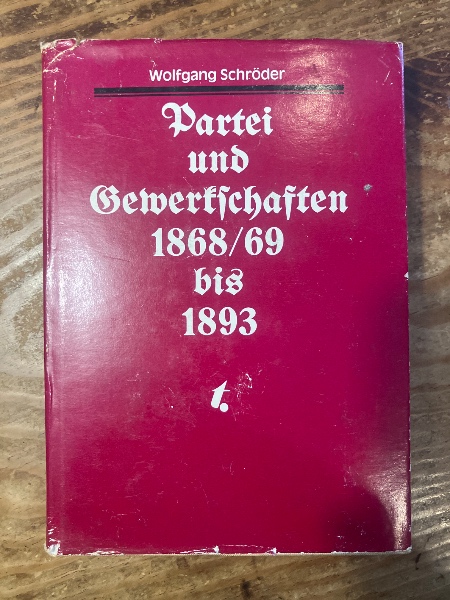 Wolfgang Schröder
Partei
und
Gewerkſchaften
1868/69
bis
1893
t.